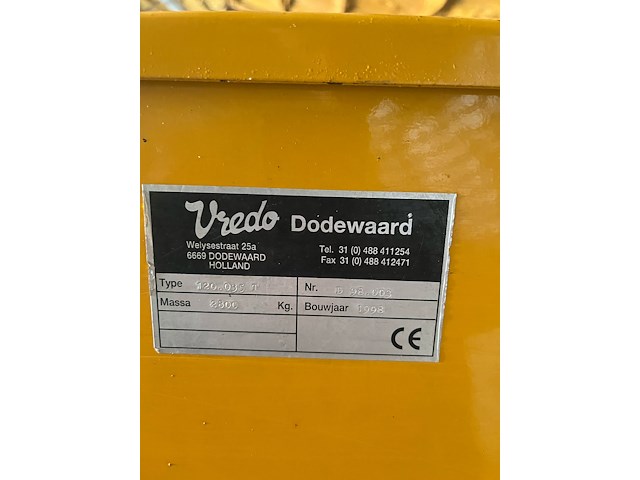 Vredo Dodewaard
Welysestraat 25a
6669 DODEWAARD
HOLLAND
Tel. 31 (0) 488 411254
Fax 31 (0) 488 412471
Type
Nr.
Massa Kg.
Bouwjaar
CE